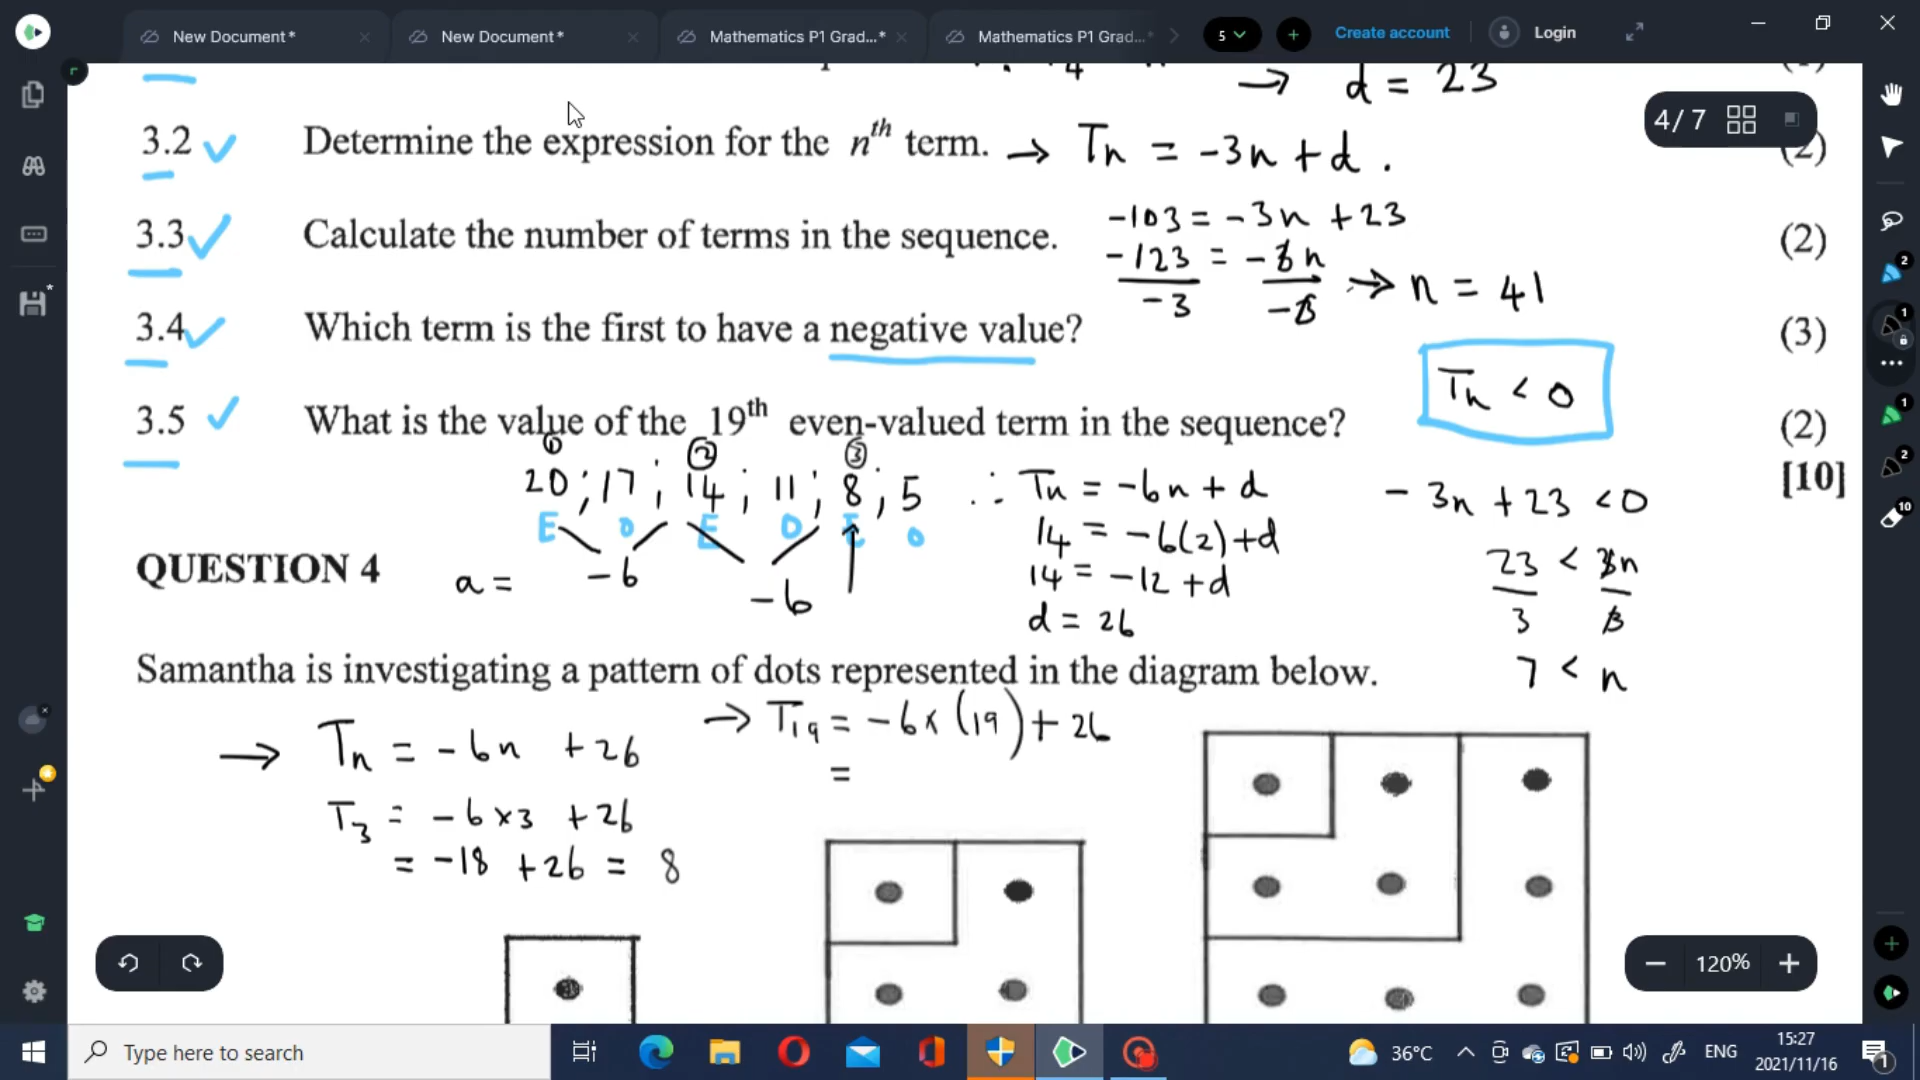 New Document*
New Document*
Mathematics P1 Grad...*
Mathematics P1 Grad...*
5
Create account
Login
→ d = 23
4/7
3.2 Determine the expression for the nth term. → Tn = -3n + d .
(2)
3.3 Calculate the number of terms in the sequence.
-103 = -3n + 23
(2)
-123 = -3n
-3 -3
→ n = 41
3.4 Which term is the first to have a negative value?
(3)
Tn < 0
3.5 What is the value of the 19th even-valued term in the sequence?
(2)
[10]
① ② ③
20 ; 17 ; 14 ; 11 ; 8 ; 5
E O E O E O
a = -6 -6
∴ Tn = -6n + d
14 = -6(2) + d
14 = -12 + d
d = 26
- 3n + 23 < 0
23 < 3n
3 3
7 < n
QUESTION 4
Samantha is investigating a pattern of dots represented in the diagram below.
→ Tn = -6n + 26
T3 = -6 x 3 + 26
= -18 + 26 = 8
→ T19 = -6 x (19) + 26
=
120%
Type here to search
36°C
ENG
15:27
2021/11/16